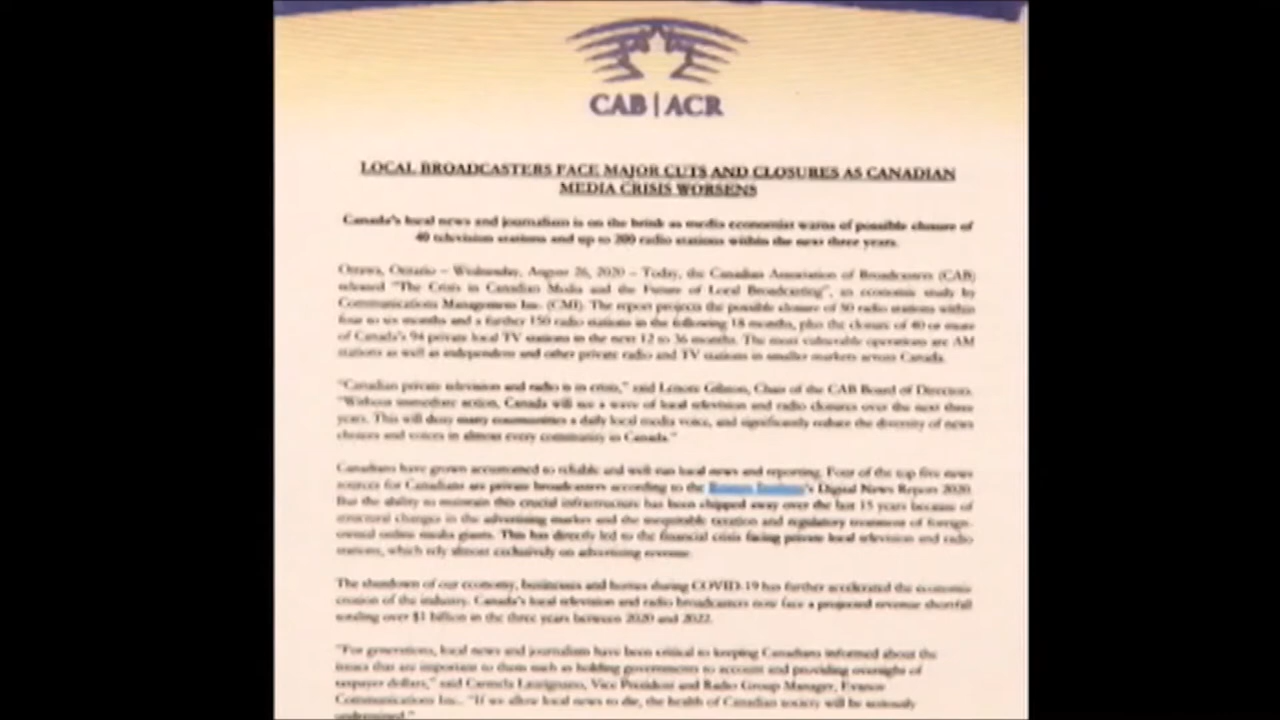 CAB | ACR
LOCAL BROADCASTERS FACE MAJOR CUTS AND CLOSURES AS CANADIAN
MEDIA CRISIS WORSENS
Canada's local news and journalism is on the brink as media economist warns of possible closure of
40 television stations and up to 200 radio stations within the next three years.
Ottawa, Ontario – Wednesday, August 26, 2020 – Today, the Canadian Association of Broadcasters (CAB)
released "The Crisis in Canadian Media and the Future of Local Broadcasting", an economic study by
Communications Management Inc. (CMI). The report projects the possible closure of 50 radio stations within
four to six months and a further 150 radio stations in the following 18 months, plus the closure of 40 or more
of Canada's 94 private local TV stations in the next 12 to 36 months. The most vulnerable operations are AM
stations as well as independent and other private radio and TV stations in smaller markets across Canada.
"Canadian private television and radio is in crisis," said Lenore Gibson, Chair of the CAB Board of Directors.
"Without immediate action, Canada will see a wave of local television and radio closures over the next three
years. This will deny many communities a daily local media voice, and significantly reduce the diversity of news
choices and voices in almost every community in Canada."
Canadians have grown accustomed to reliable and well-run local news and reporting. Four of the top five news
sources for Canadians are private broadcasters according to the Reuters Institute's Digital News Report 2020.
But the ability to maintain this crucial infrastructure has been chipped away over the last 15 years because of
structural changes in the advertising market and the inequitable taxation and regulatory treatment of foreign-
owned online media giants. This has directly led to the financial crisis facing private local television and radio
stations, which rely almost exclusively on advertising revenue.
The shutdown of our economy, businesses and homes during COVID-19 has further accelerated the economic
erosion of the industry. Canada's local television and radio broadcasters now face a projected revenue shortfall
totaling over $1 billion in the three years between 2020 and 2022.
"For generations, local news and journalism have been critical to keeping Canadians informed about the
issues that are important to them such as holding governments to account and providing oversight of
taxpayer dollars," said Carmela Laurignano, Vice President and Radio Group Manager, Evanov
Communications Inc.. "If we allow local news to die, the health of Canadian society will be seriously
undermined."